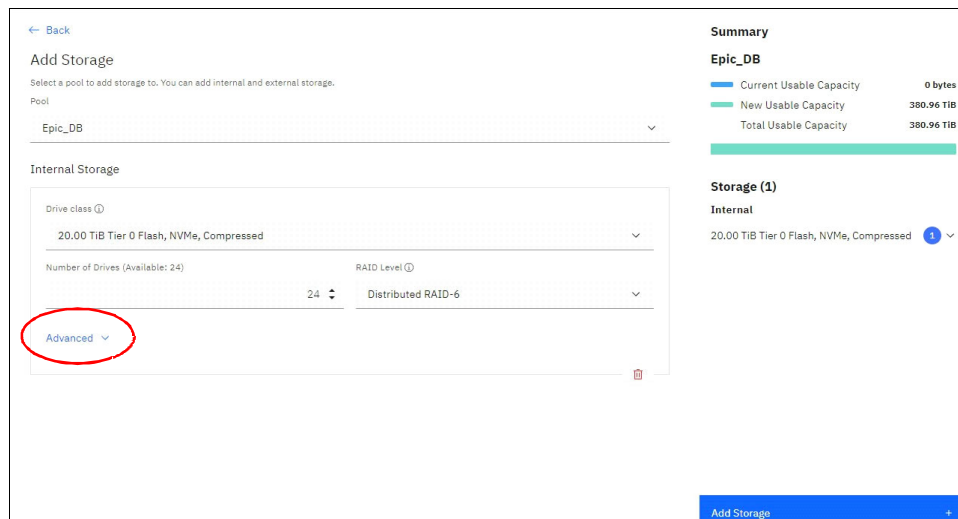 ← Back
Add Storage
Select a pool to add storage to. You can add internal and external storage.
Pool
Epic_DB
Internal Storage
Drive class
20.00 TiB Tier 0 Flash, NVMe, Compressed
Number of Drives (Available: 24)
RAID Level
24
Distributed RAID-6
Advanced
Summary
Epic_DB
Current Usable Capacity 0 bytes
New Usable Capacity 380.96 TiB
Total Usable Capacity 380.96 TiB
Storage (1)
Internal
20.00 TiB Tier 0 Flash, NVMe, Compressed 1
Add Storage +